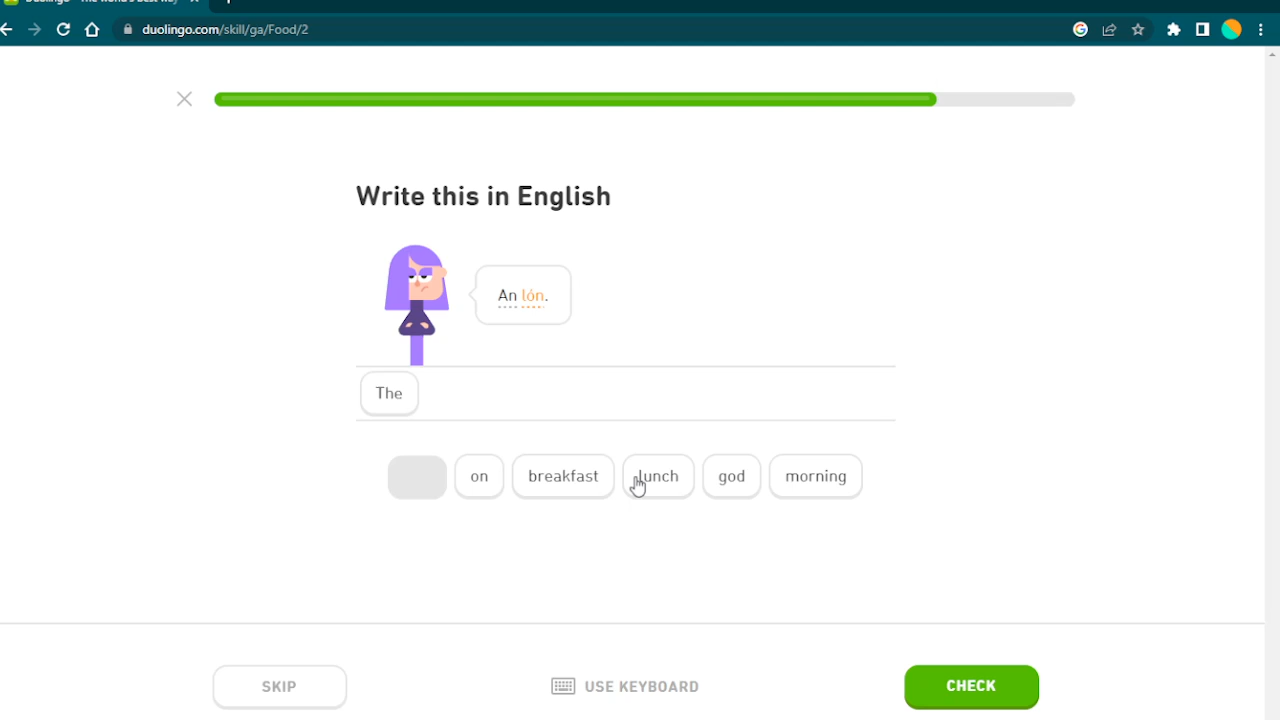 duolingo.com/skill/ga/Food/2
Write this in English
An lón.
The
on breakfast lunch god morning
SKIP
USE KEYBOARD
CHECK